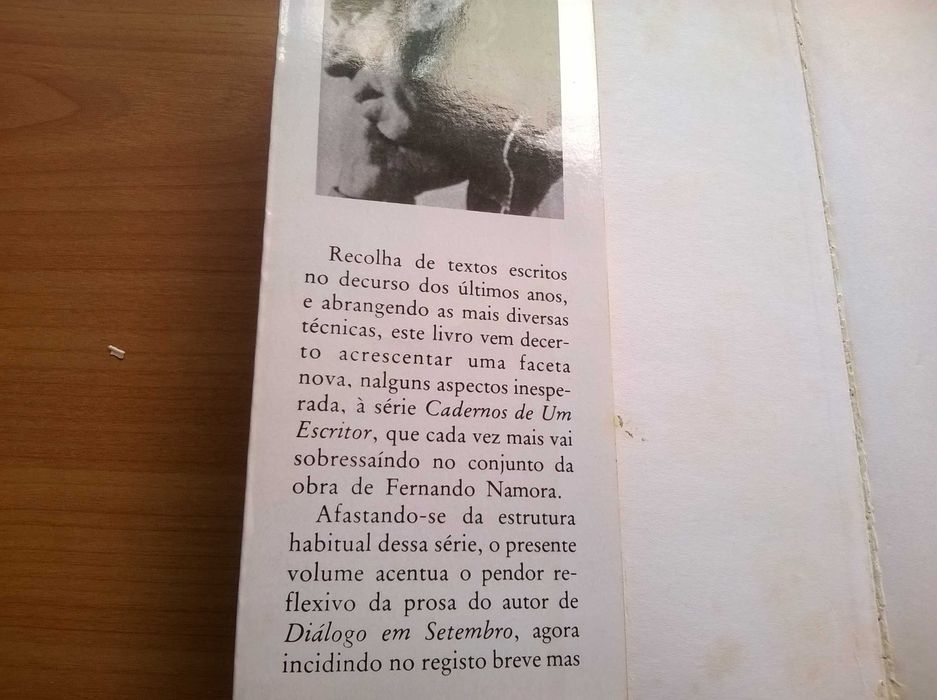 Recolha de textos escritos
no decurso dos últimos anos,
e abrangendo as mais diversas
técnicas, este livro vem decer-
to acrescentar uma faceta
nova, nalguns aspectos inespe-
rada, à série Cadernos de Um
Escritor, que cada vez mais vai
sobressaíndo no conjunto da
obra de Fernando Namora.
Afastando-se da estrutura
habitual dessa série, o presente
volume acentua o pendor re-
flexivo da prosa do autor de
Diálogo em Setembro, agora
incidindo no registo breve mas